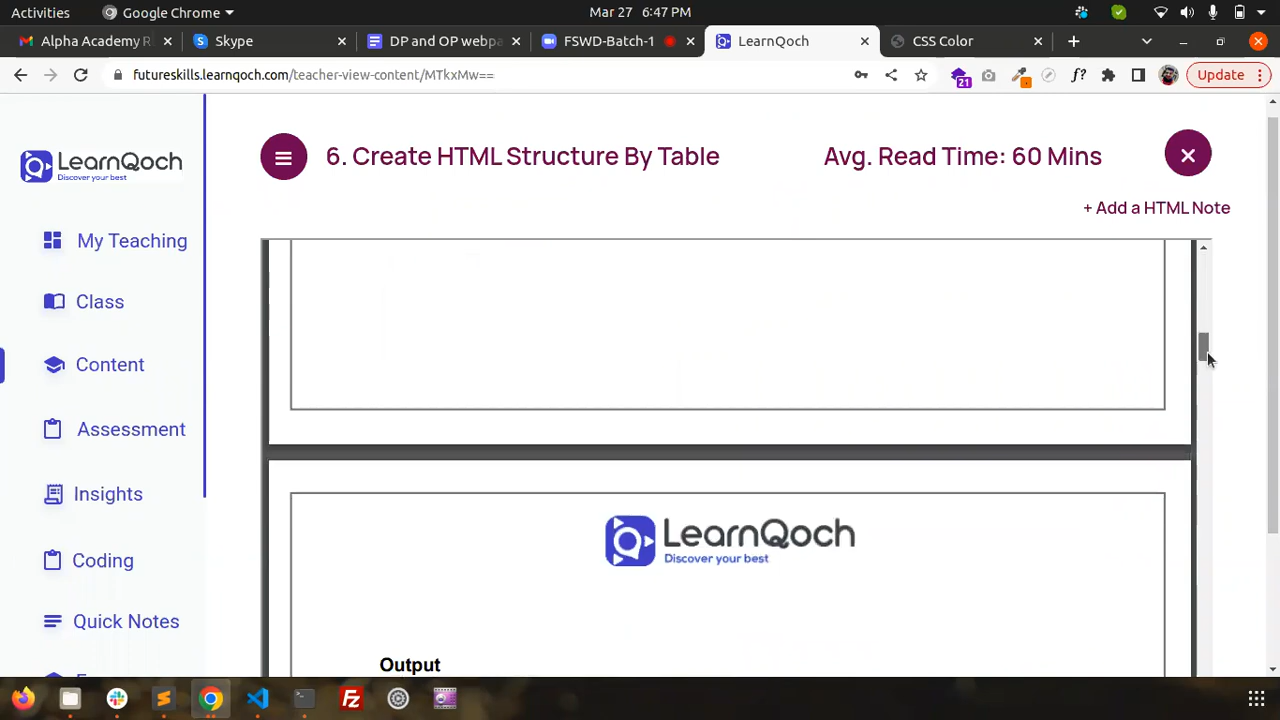 Activities
Google Chrome
Mar 27 6:47 PM
Alpha Academy R
Skype
DP and OP webpa
FSWD-Batch-1
LearnQoch
CSS Color
futureskills.learnqoch.com/teacher-view-content/MTkxMw==
21
f?
Update
LearnQoch
Discover your best
6. Create HTML Structure By Table
Avg. Read Time: 60 Mins
+ Add a HTML Note
My Teaching
Class
Content
Assessment
Insights
Coding
Quick Notes
LearnQoch
Discover your best
Output